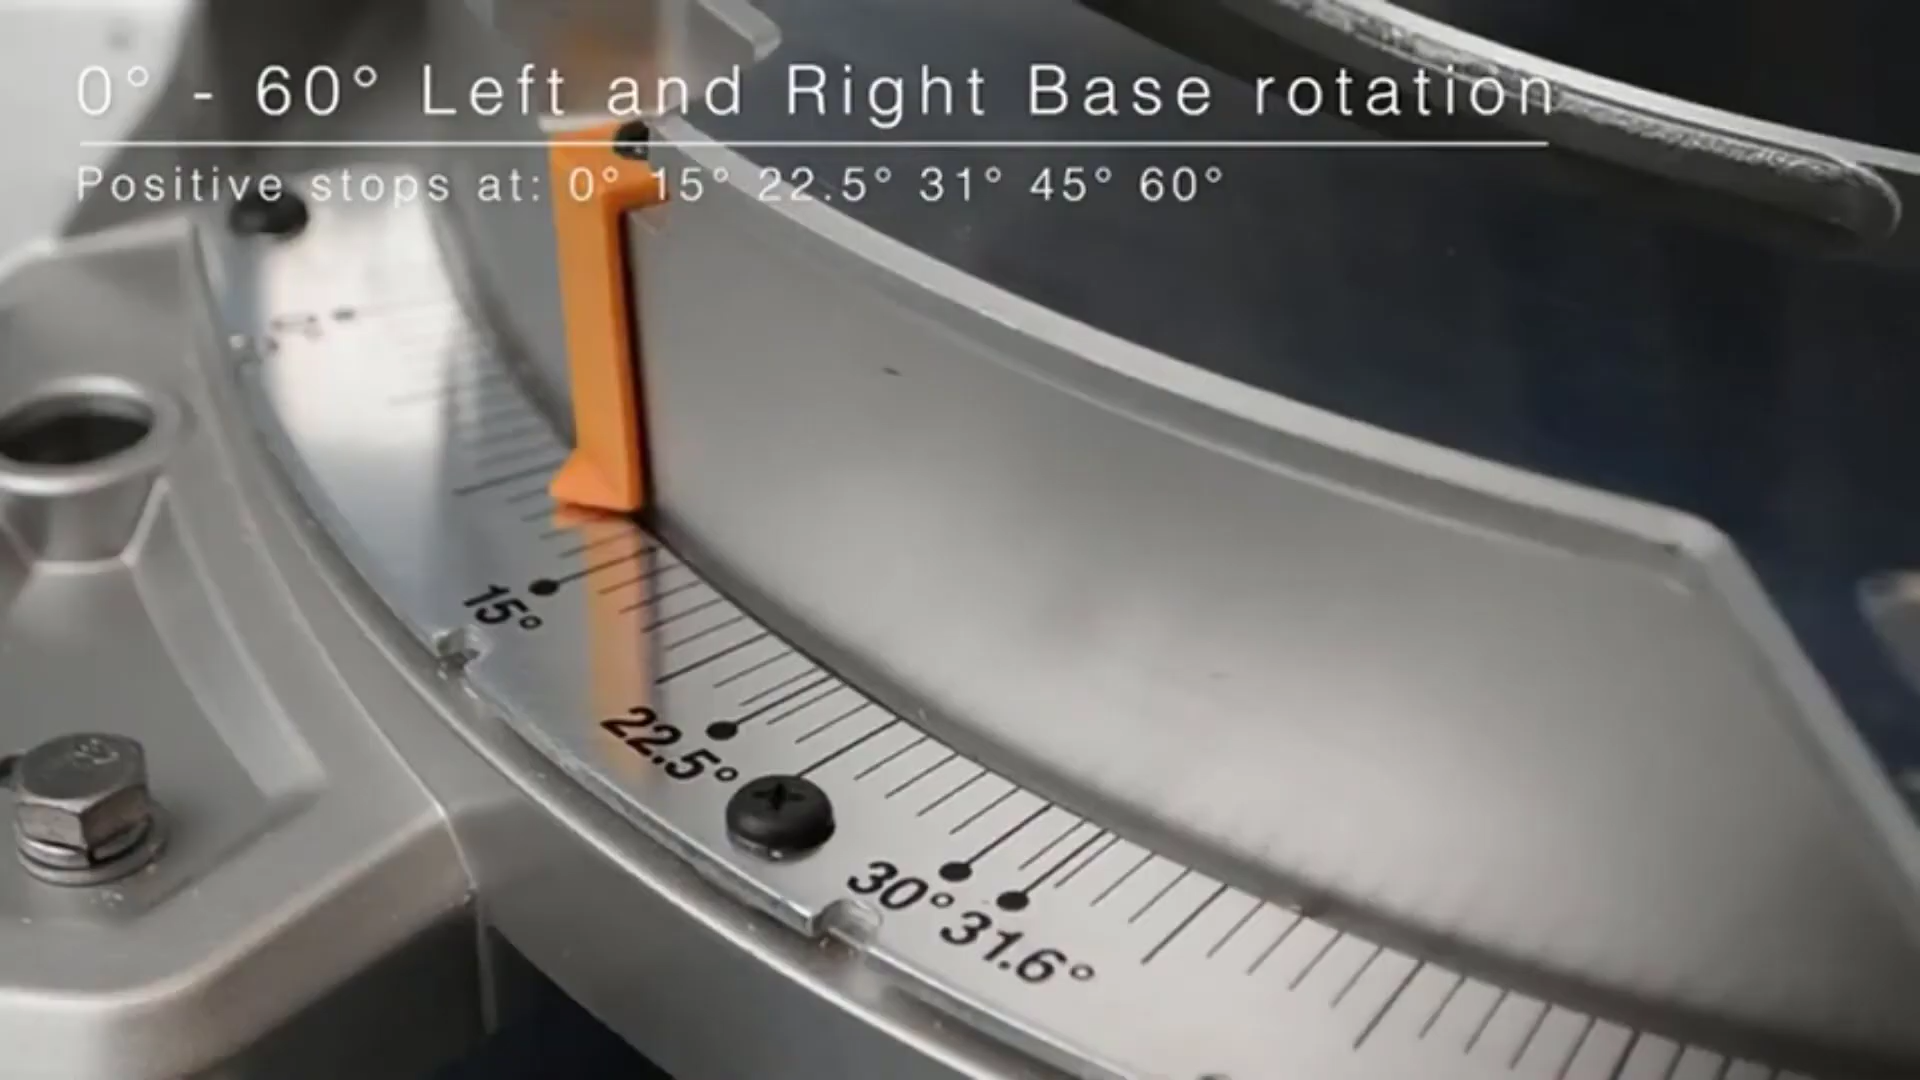 0° - 60° Left and Right Base rotation
Positive stops at: 0° 15° 22.5° 31° 45° 60°
15°
22.5°
30°
31.6°